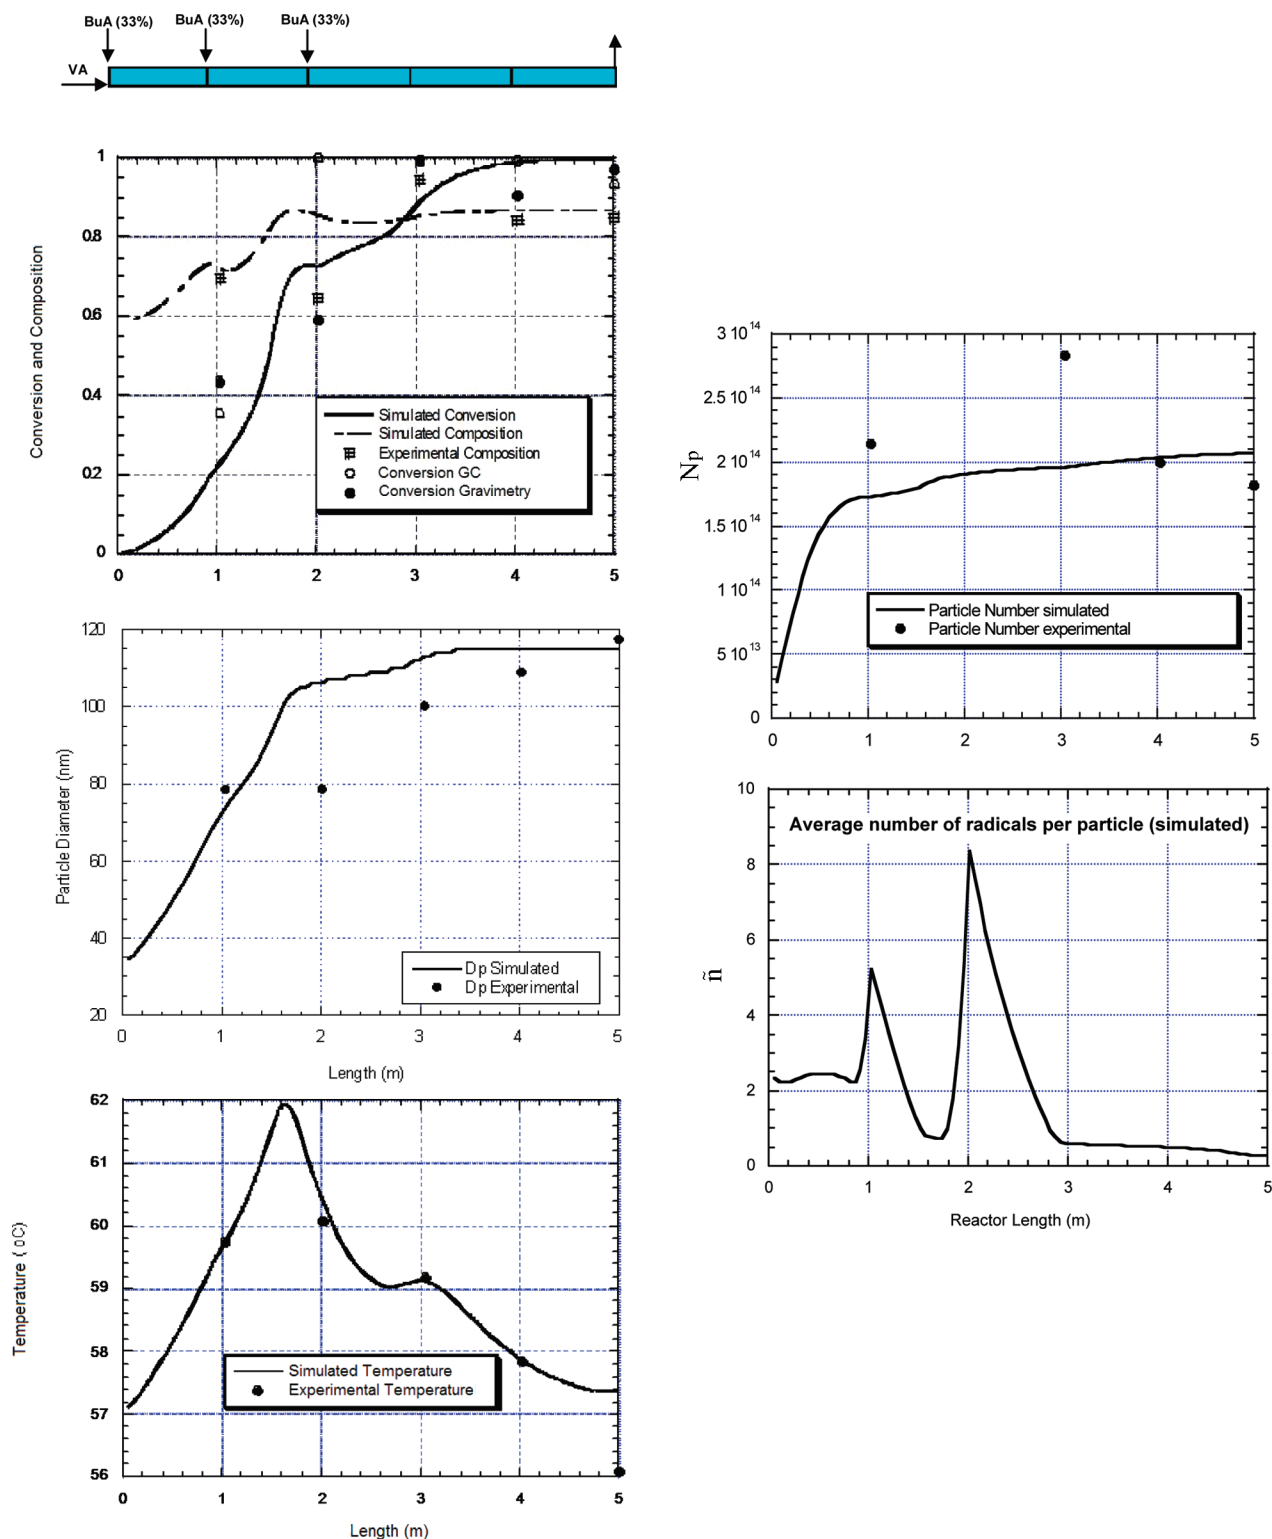 BuA (33%) BuA (33%) BuA (33%)
VA
Conversion and Composition
1
0.8
0.6
0.4
0.2
0
0 1 2 3 4 5
Simulated Conversion
Simulated Composition
Experimental Composition
Conversion GC
Conversion Gravimetry
Particle Diameter (nm)
120
100
80
60
40
20
0 1 2 3 4 5
Dp Simulated
Dp Experimental
Length (m)
Temperature ( oC)
62
61
60
59
58
57
56
0 1 2 3 4 5
Simulated Temperature
Experimental Temperature
Length (m)
Np
3 10 14
2.5 10 14
2 10 14
1.5 10 14
1 10 14
5 10 13
0
0 1 2 3 4 5
Particle Number simulated
Particle Number experimental
ñ
10
8
6
4
2
0
0 1 2 3 4 5
Average number of radicals per particle (simulated)
Reactor Length (m)